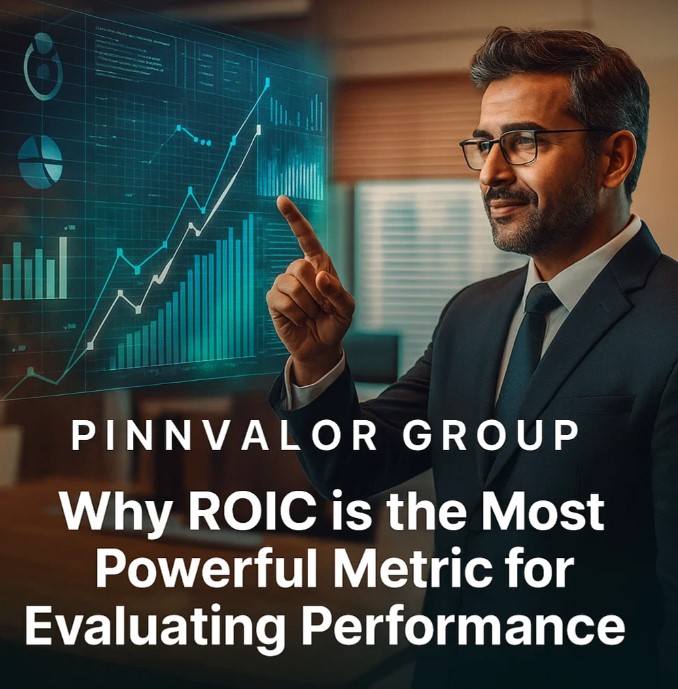 PINNVALOR GROUP
Why ROIC is the Most
Powerful Metric for
Evaluating Performance